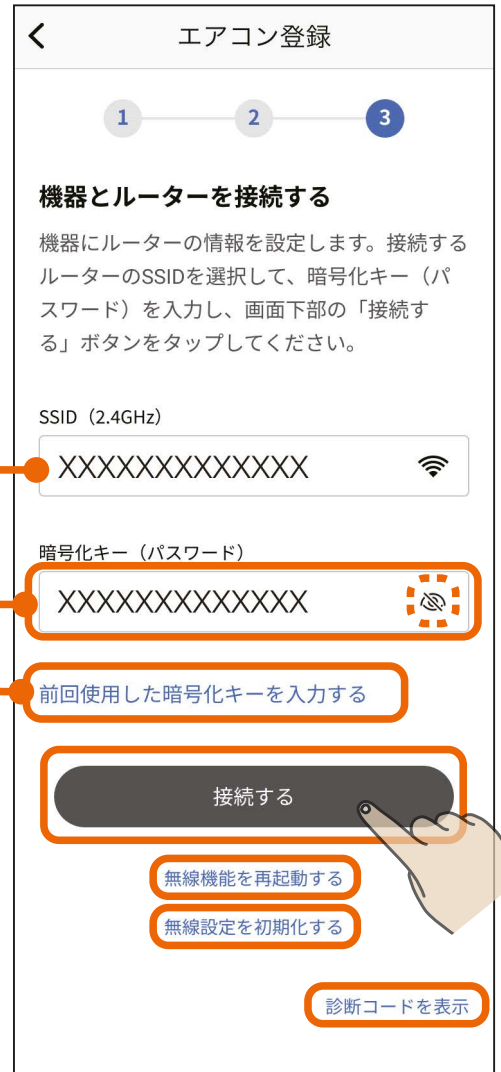 エアコン登録
1 2 3
機器とルーターを接続する
機器にルーターの情報を設定します。接続する
ルーターのSSIDを選択して、暗号化キー（パ
スワード）を入力し、画面下部の「接続す
る」ボタンをタップしてください。
SSID（2.4GHz）
XXXXXXXXXXXXX
暗号化キー（パスワード）
XXXXXXXXXXXXX
前回使用した暗号化キーを入力する
接続する
無線機能を再起動する
無線設定を初期化する
診断コードを表示